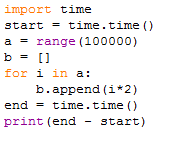 import time
start = time.time()
a = range(100000)
b = []
for i in a:
    b.append(i*2)
end = time.time()
print(end - start)